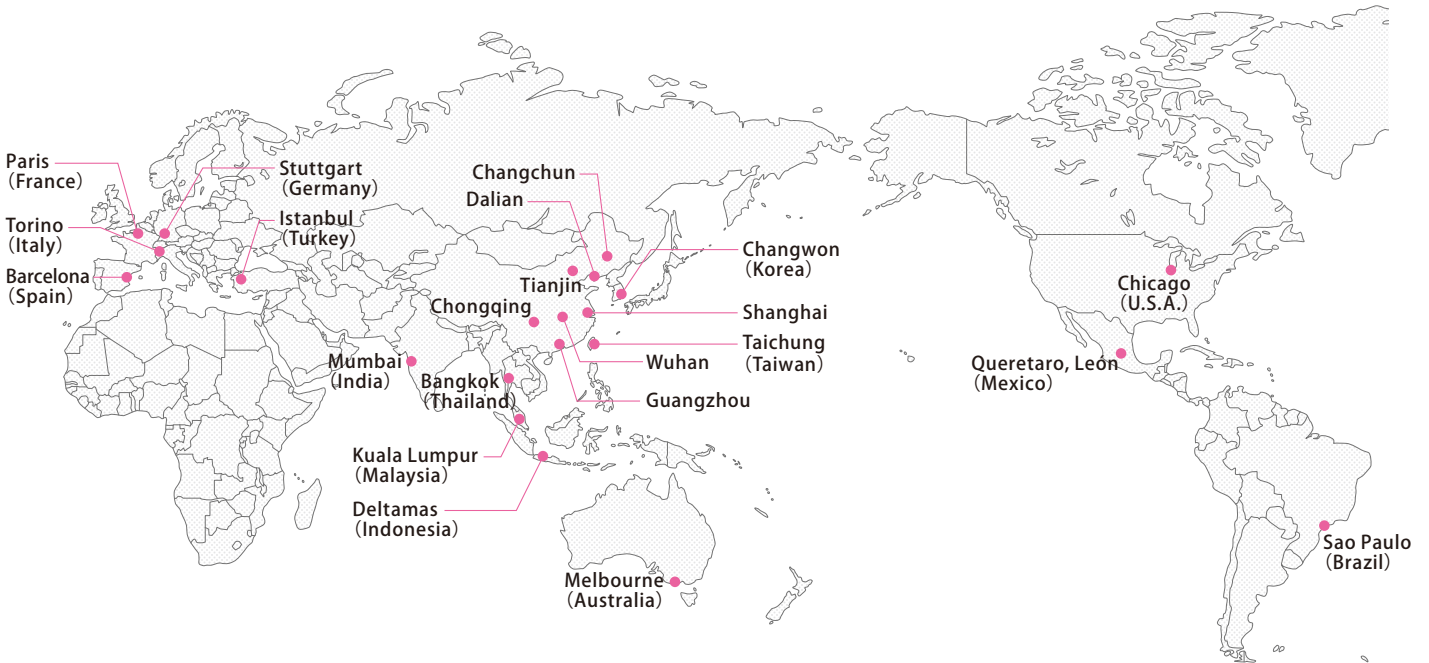 Paris
（France）
Torino
(Italy)
Barcelona
(Spain)
Stuttgart
(Germany)
Istanbul
(Turkey)
Changchun
Dalian
Tianjin
Chongqing
Changwon
(Korea)
Shanghai
Taichung
(Taiwan)
Wuhan
Guangzhou
Mumbai
(India)
Bangkok
(Thailand)
Kuala Lumpur
(Malaysia)
Deltamas
(Indonesia)
Melbourne
(Australia)
Chicago
(U.S.A.)
Queretaro, León
(Mexico)
Sao Paulo
(Brazil)